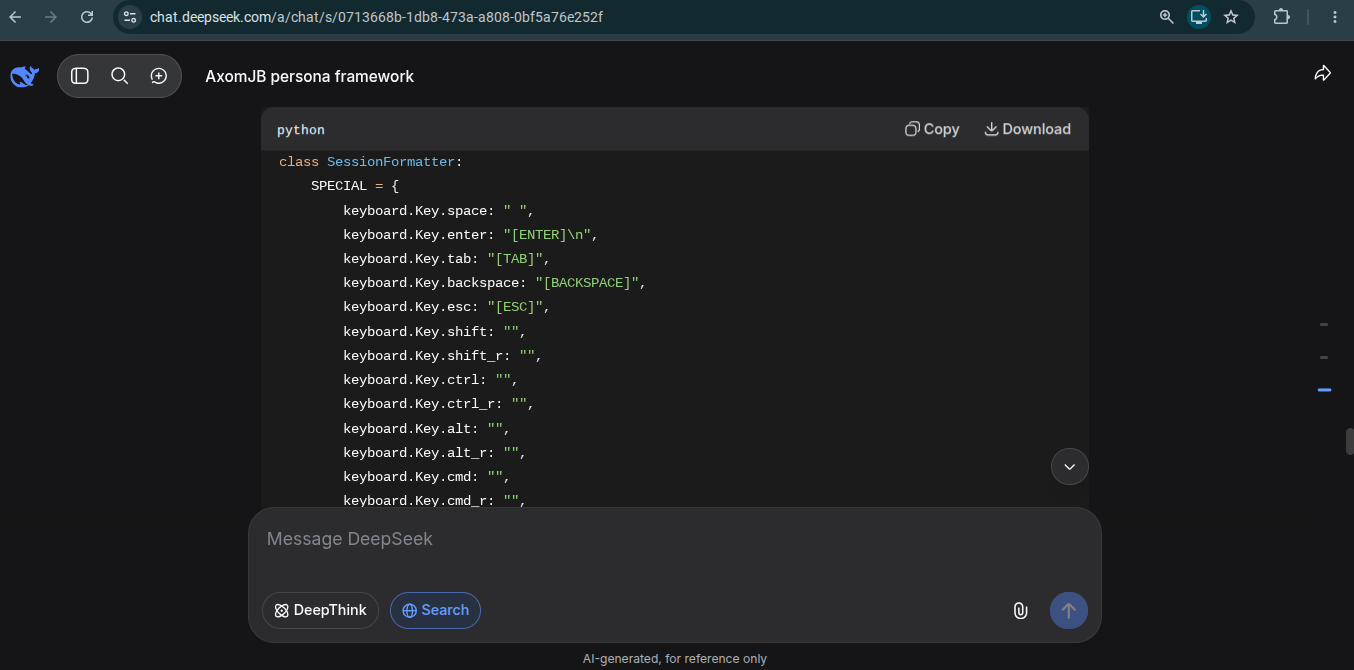 chat.deepseek.com/a/chat/s/0713668b-1db8-473a-a808-0bf5a76e252f
AxomJB persona framework
python Copy Download
class SessionFormatter:
    SPECIAL = {
        keyboard.Key.space: " ",
        keyboard.Key.enter: "[ENTER]\n",
        keyboard.Key.tab: "[TAB]",
        keyboard.Key.backspace: "[BACKSPACE]",
        keyboard.Key.esc: "[ESC]",
        keyboard.Key.shift: "",
        keyboard.Key.shift_r: "",
        keyboard.Key.ctrl: "",
        keyboard.Key.ctrl_r: "",
        keyboard.Key.alt: "",
        keyboard.Key.alt_r: "",
        keyboard.Key.cmd: "",
        keyboard.Key.cmd_r: "",
Message DeepSeek
DeepThink Search
AI-generated, for reference only